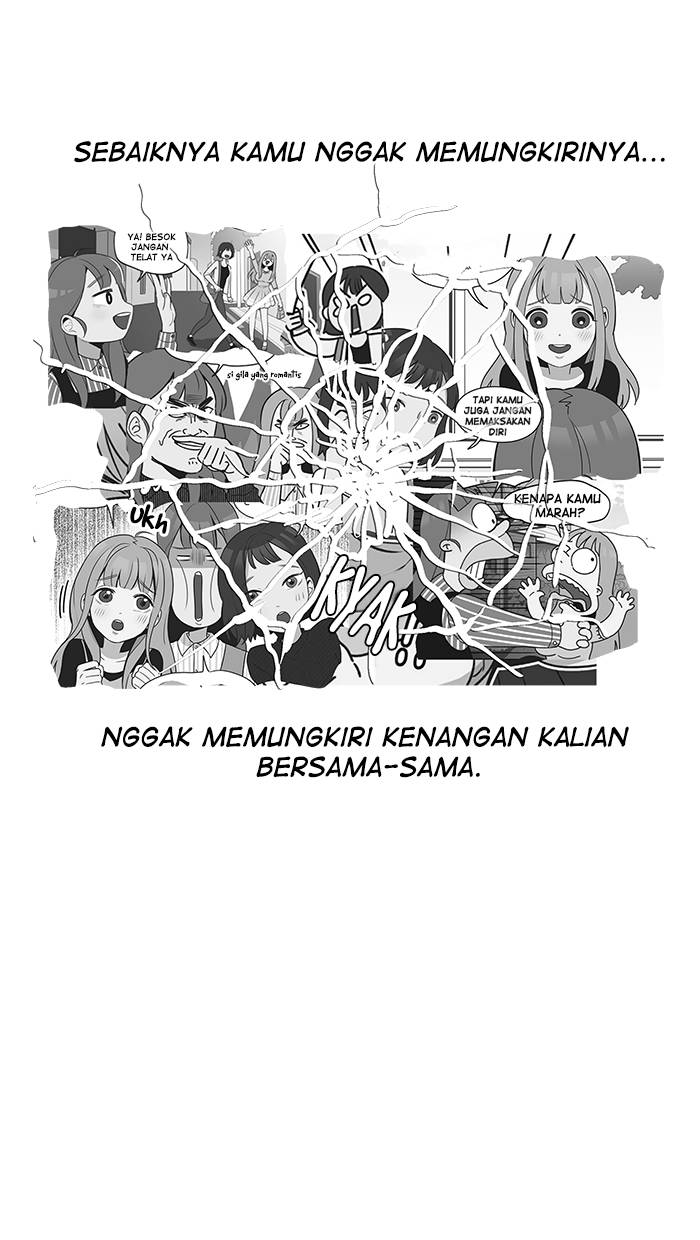 SEBAIKNYA KAMU NGGAK MEMUNGKIRINYA...
YA! BESOK
JANGAN
TELAT YA
si gila yang romantis
TAPI KAMU
JUGA JANGAN
MEMAKSAKAN
DIRI
KENAPA KAMU
MARAH?
UKH
KYAK!!
NGGAK MEMUNGKIRI KENANGAN KALIAN
BERSAMA-SAMA.